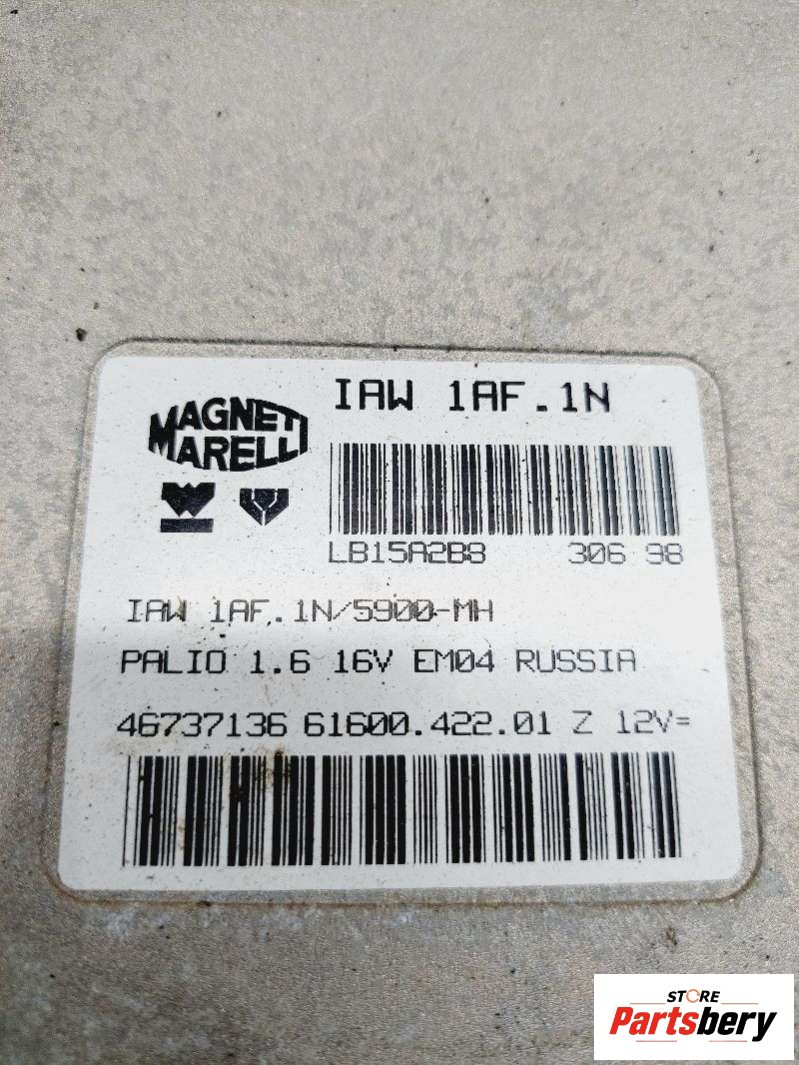 MAGNETI
MARELLI
IAW 1AF.1N
LB15A2B8 306 98
IAW 1AF.1N/5900-MH
PALIO 1.6 16V EM04 RUSSIA
46737136 61600.422.01 Z 12V=
STORE
Partsbery